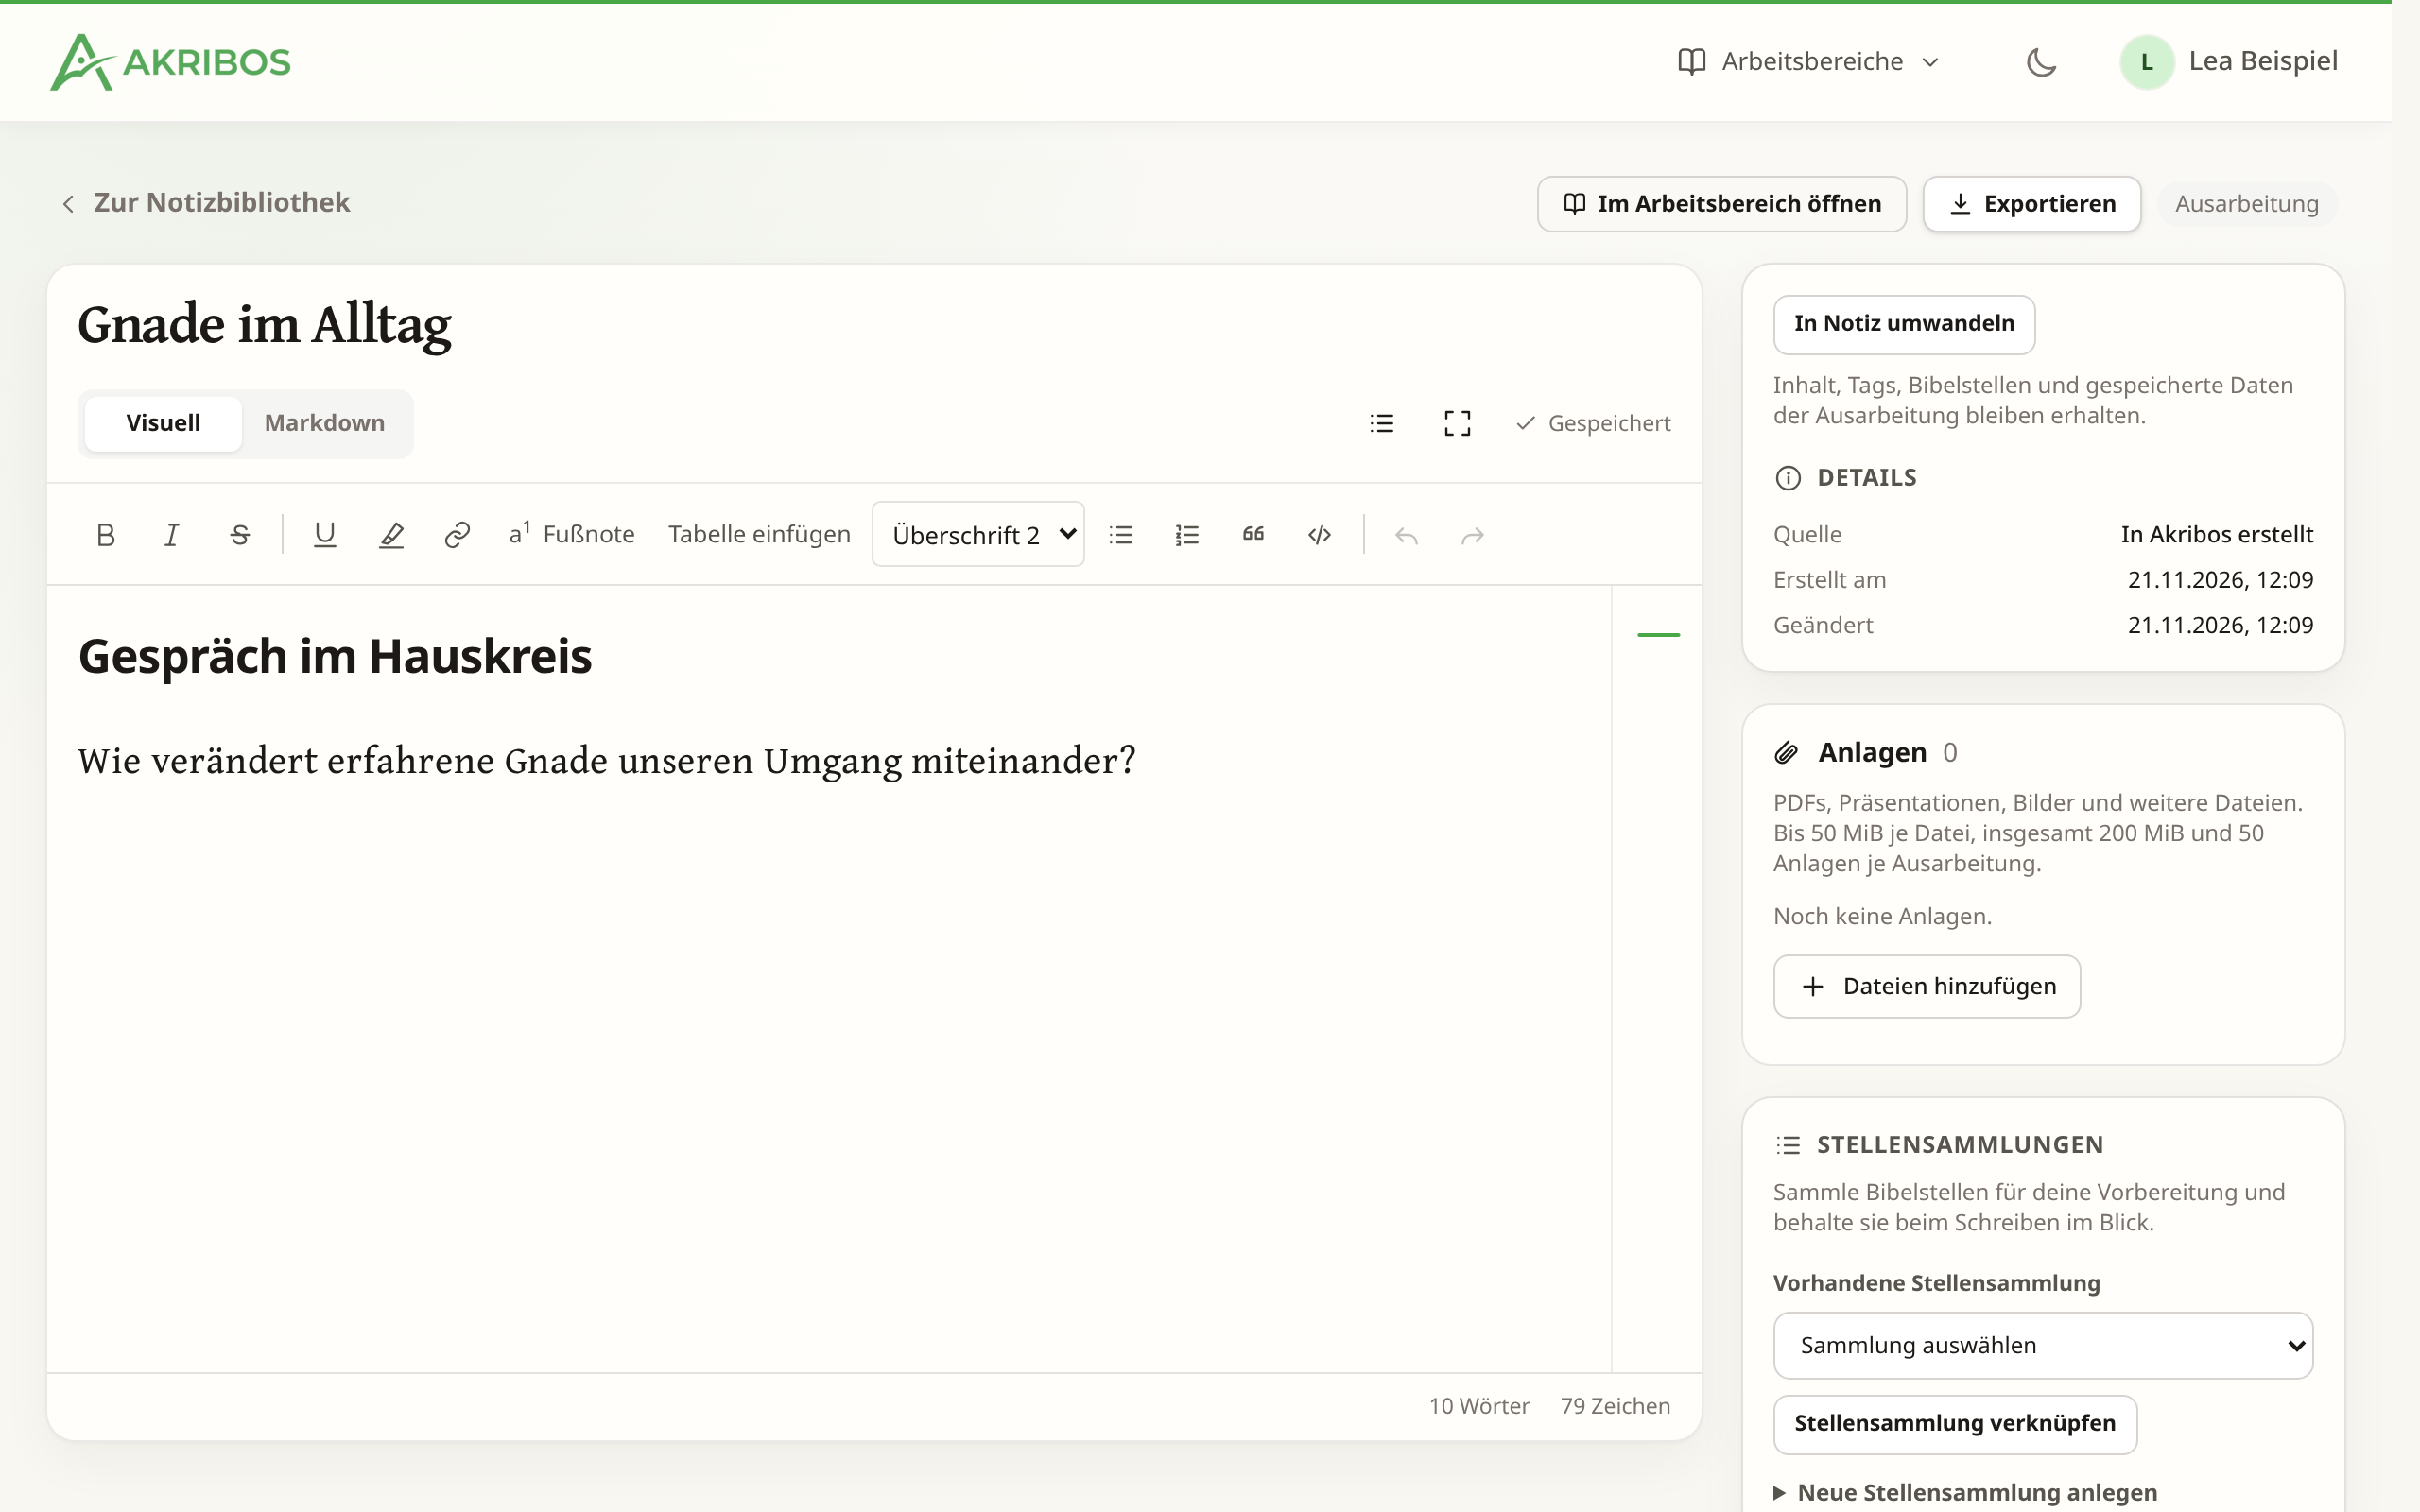 AKRIBOS
Arbeitsbereiche
L
Lea Beispiel
Zur Notizbibliothek
Im Arbeitsbereich öffnen
Exportieren
Ausarbeitung
Gnade im Alltag
Visuell
Markdown
Gespeichert
B
I
S
U
a¹ Fußnote
Tabelle einfügen
Überschrift 2
Gespräch im Hauskreis
Wie verändert erfahrene Gnade unseren Umgang miteinander?
10 Wörter
79 Zeichen
In Notiz umwandeln
Inhalt, Tags, Bibelstellen und gespeicherte Daten
der Ausarbeitung bleiben erhalten.
DETAILS
Quelle
In Akribos erstellt
Erstellt am
21.11.2026, 12:09
Geändert
21.11.2026, 12:09
Anlagen 0
PDFs, Präsentationen, Bilder und weitere Dateien.
Bis 50 MiB je Datei, insgesamt 200 MiB und 50
Anlagen je Ausarbeitung.
Noch keine Anlagen.
Dateien hinzufügen
STELLENSAMMLUNGEN
Sammle Bibelstellen für deine Vorbereitung und
behalte sie beim Schreiben im Blick.
Vorhandene Stellensammlung
Sammlung auswählen
Stellensammlung verknüpfen
Neue Stellensammlung anlegen